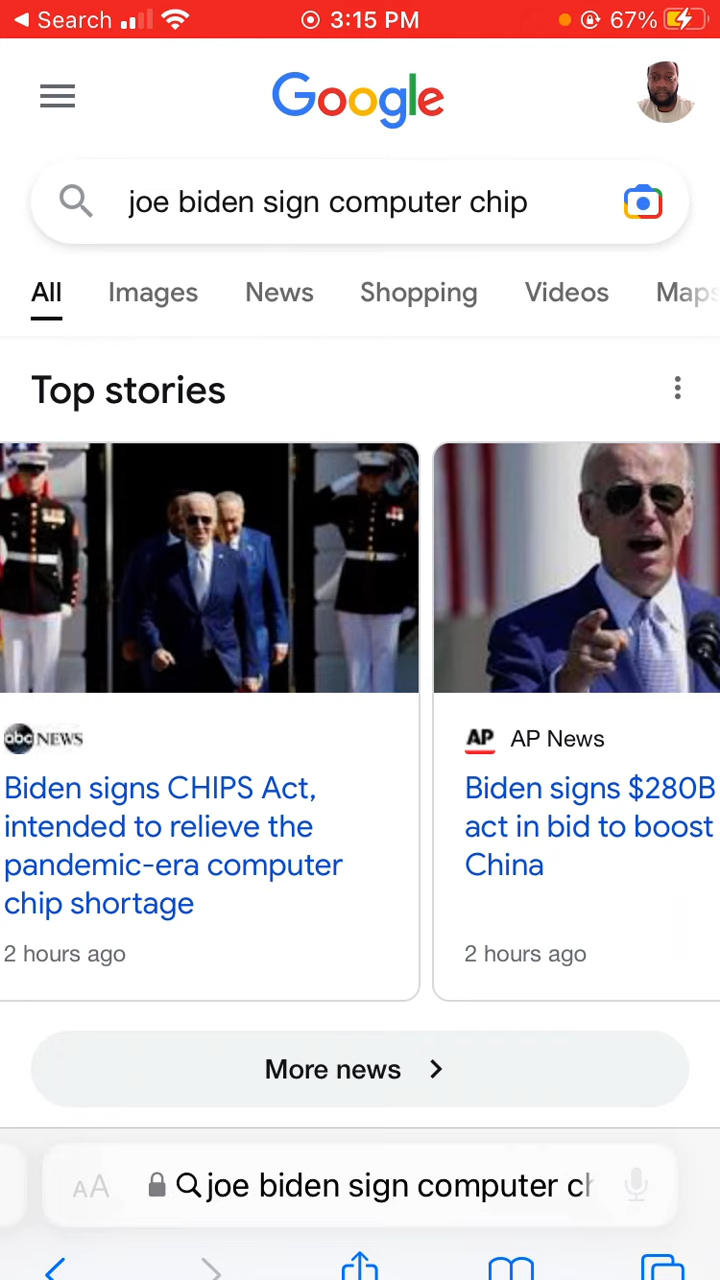 Search 3:15 PM 67%
Google
joe biden sign computer chip
All Images News Shopping Videos Maps
Top stories
abc NEWS
Biden signs CHIPS Act,
intended to relieve the
pandemic-era computer
chip shortage
2 hours ago
AP AP News
Biden signs $280B
act in bid to boost
China
2 hours ago
More news
AA joe biden sign computer ch